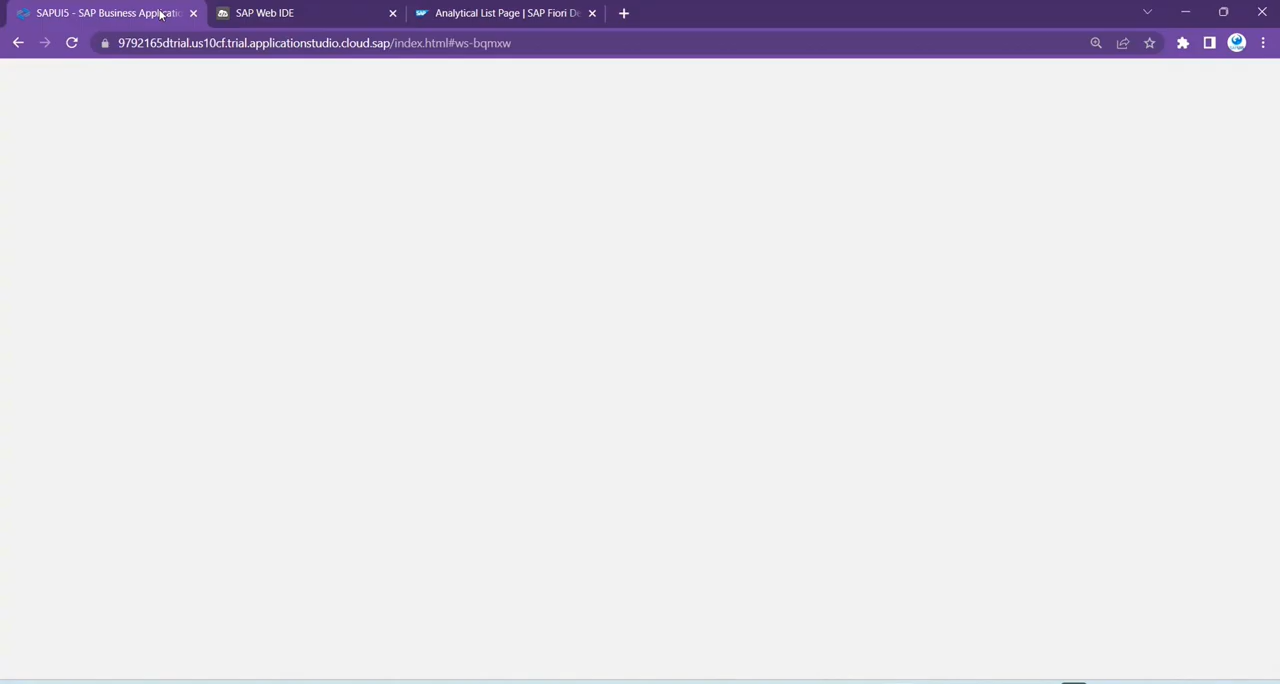 SAPUI5 - SAP Business Applicatio
SAP Web IDE
Analytical List Page | SAP Fiori De
9792165dtrial.us10cf.trial.applicationstudio.cloud.sap/index.html#ws-bqmxw